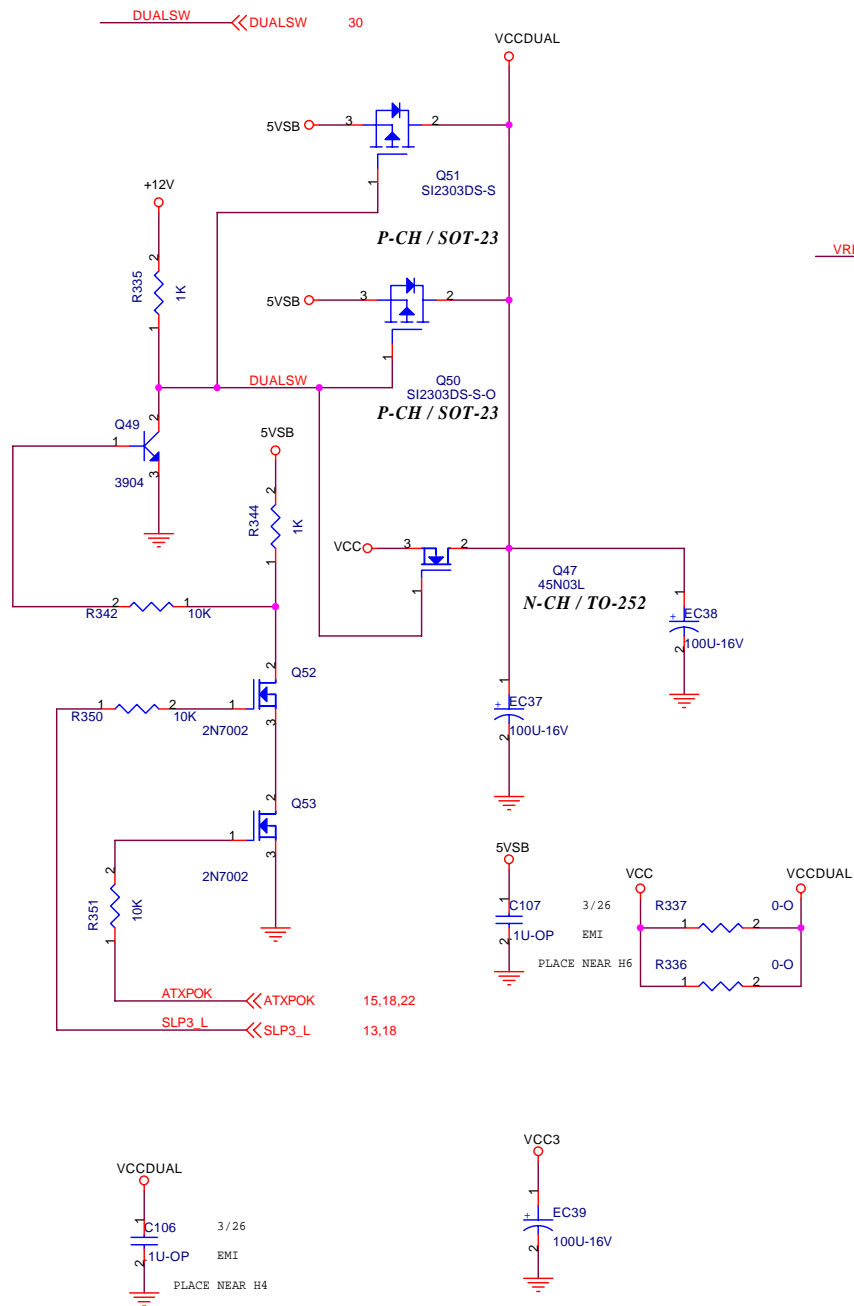 DUALSW
DUALSW 30
VCCDUAL
5VSB
3
2
1
Q51
SI2303DS-S
P-CH / SOT-23
+12V
2
R335
1K
1
VRI
5VSB
3
2
1
DUALSW
Q50
SI2303DS-S-O
P-CH / SOT-23
Q49
2
1
3
3904
5VSB
2
R344
1K
1
VCC
3
2
1
Q47
45N03L
N-CH / TO-252
2
1
R342
10K
1
EC38
+
100U-16V
2
2
Q52
1
2
R350
10K
1
3
2N7002
1
EC37
+
100U-16V
2
2
Q53
1
3
2N7002
2
R351
10K
1
5VSB
1
C107
.1U-OP
2
3/26
EMI
PLACE NEAR H6
VCC
VCCDUAL
R337
0-O
1
2
R336
0-O
1
2
ATXPOK
ATXPOK 15,18,22
SLP3_L
SLP3_L 13,18
VCCDUAL
1
C106
.1U-OP
2
3/26
EMI
PLACE NEAR H4
VCC3
1
EC39
+
100U-16V
2